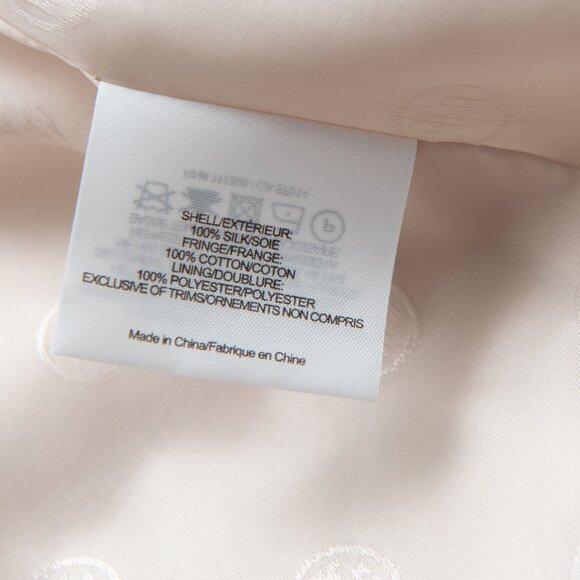 SHELL/EXTÉRIEUR:
100% SILK/SOIE
FRINGE/FRANGE:
100% COTTON/COTON
LINING/DOUBLURE:
100% POLYESTER/POLYESTER
EXCLUSIVE OF TRIMS/ORNEMENTS NON COMPRIS
Made in China/Fabrique en Chine